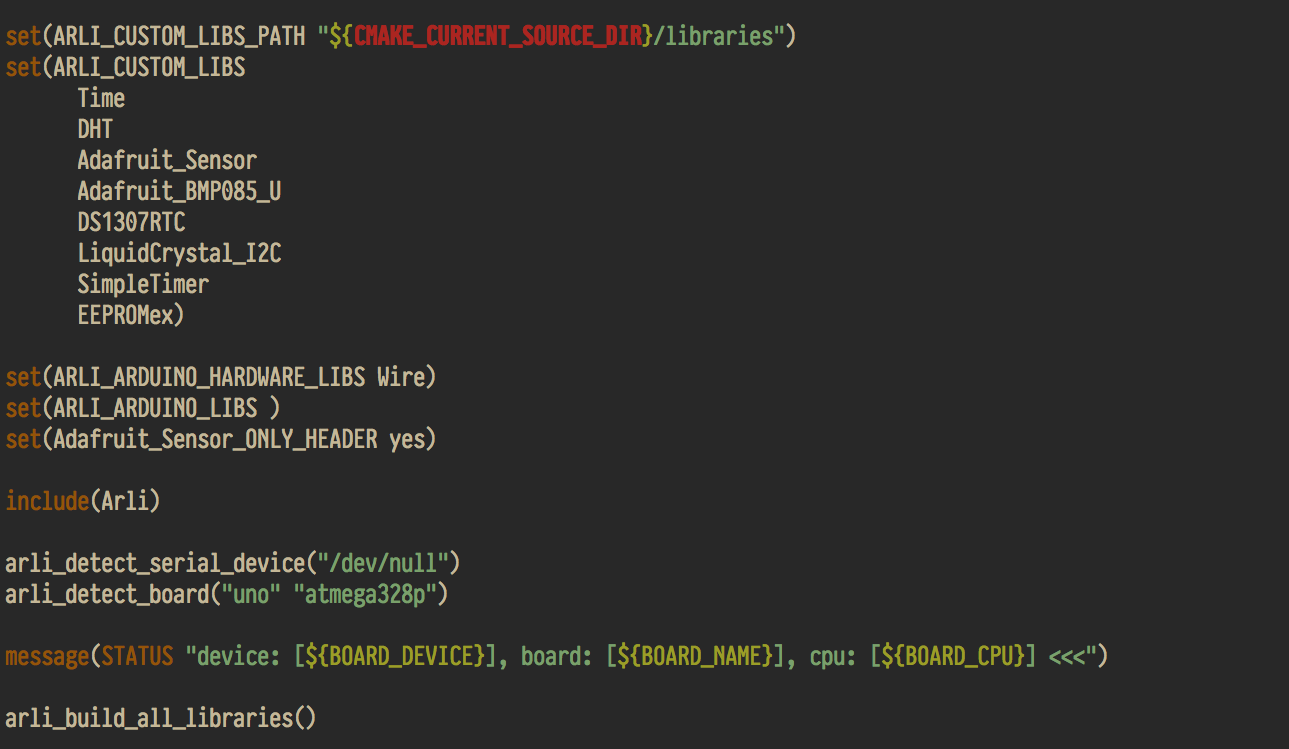 set(ARLI_CUSTOM_LIBS_PATH "${CMAKE_CURRENT_SOURCE_DIR}/libraries")
set(ARLI_CUSTOM_LIBS
      Time
      DHT
      Adafruit_Sensor
      Adafruit_BMP085_U
      DS1307RTC
      LiquidCrystal_I2C
      SimpleTimer
      EEPROMex)

set(ARLI_ARDUINO_HARDWARE_LIBS Wire)
set(ARLI_ARDUINO_LIBS )
set(Adafruit_Sensor_ONLY_HEADER yes)

include(Arli)

arli_detect_serial_device("/dev/null")
arli_detect_board("uno" "atmega328p")

message(STATUS "device: [${BOARD_DEVICE}], board: [${BOARD_NAME}], cpu: [${BOARD_CPU}] <<<")

arli_build_all_libraries()